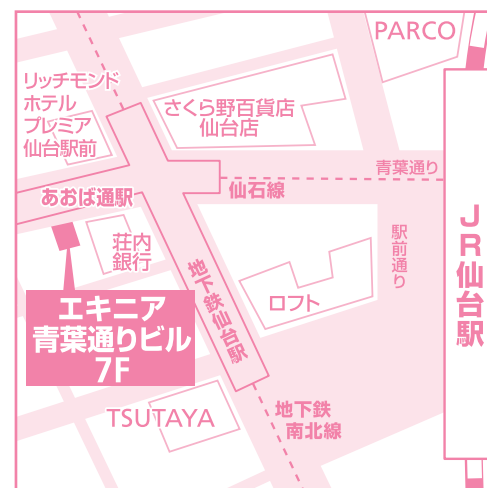 PARCO
リッチモンド
ホテル
プレミア
仙台駅前
さくら野百貨店
仙台店
青葉通り
あおば通駅
仙石線
駅前通り
JR仙台駅
荘内
銀行
地下鉄仙台駅
ロフト
エキニア
青葉通りビル
7F
TSUTAYA
地下鉄
南北線